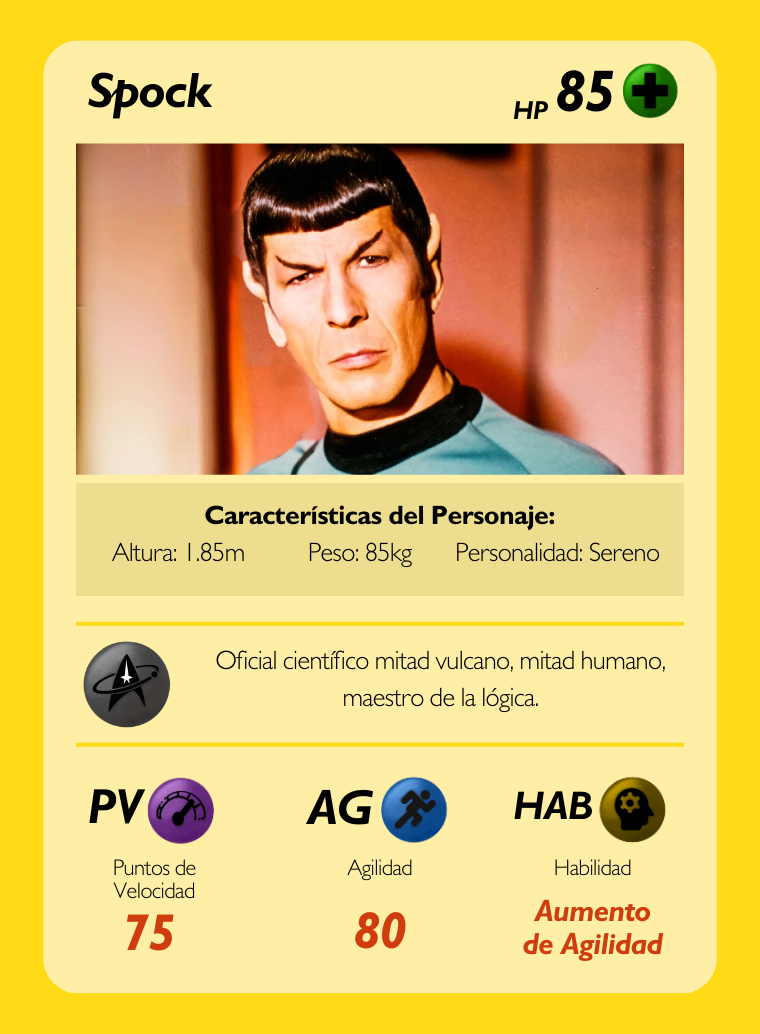 Spock
HP 85
Características del Personaje:
Altura: 1.85m Peso: 85kg Personalidad: Sereno
Oficial científico mitad vulcano, mitad humano,
maestro de la lógica.
PV AG HAB
Puntos de
Velocidad
75
Agilidad
80
Habilidad
Aumento
de Agilidad